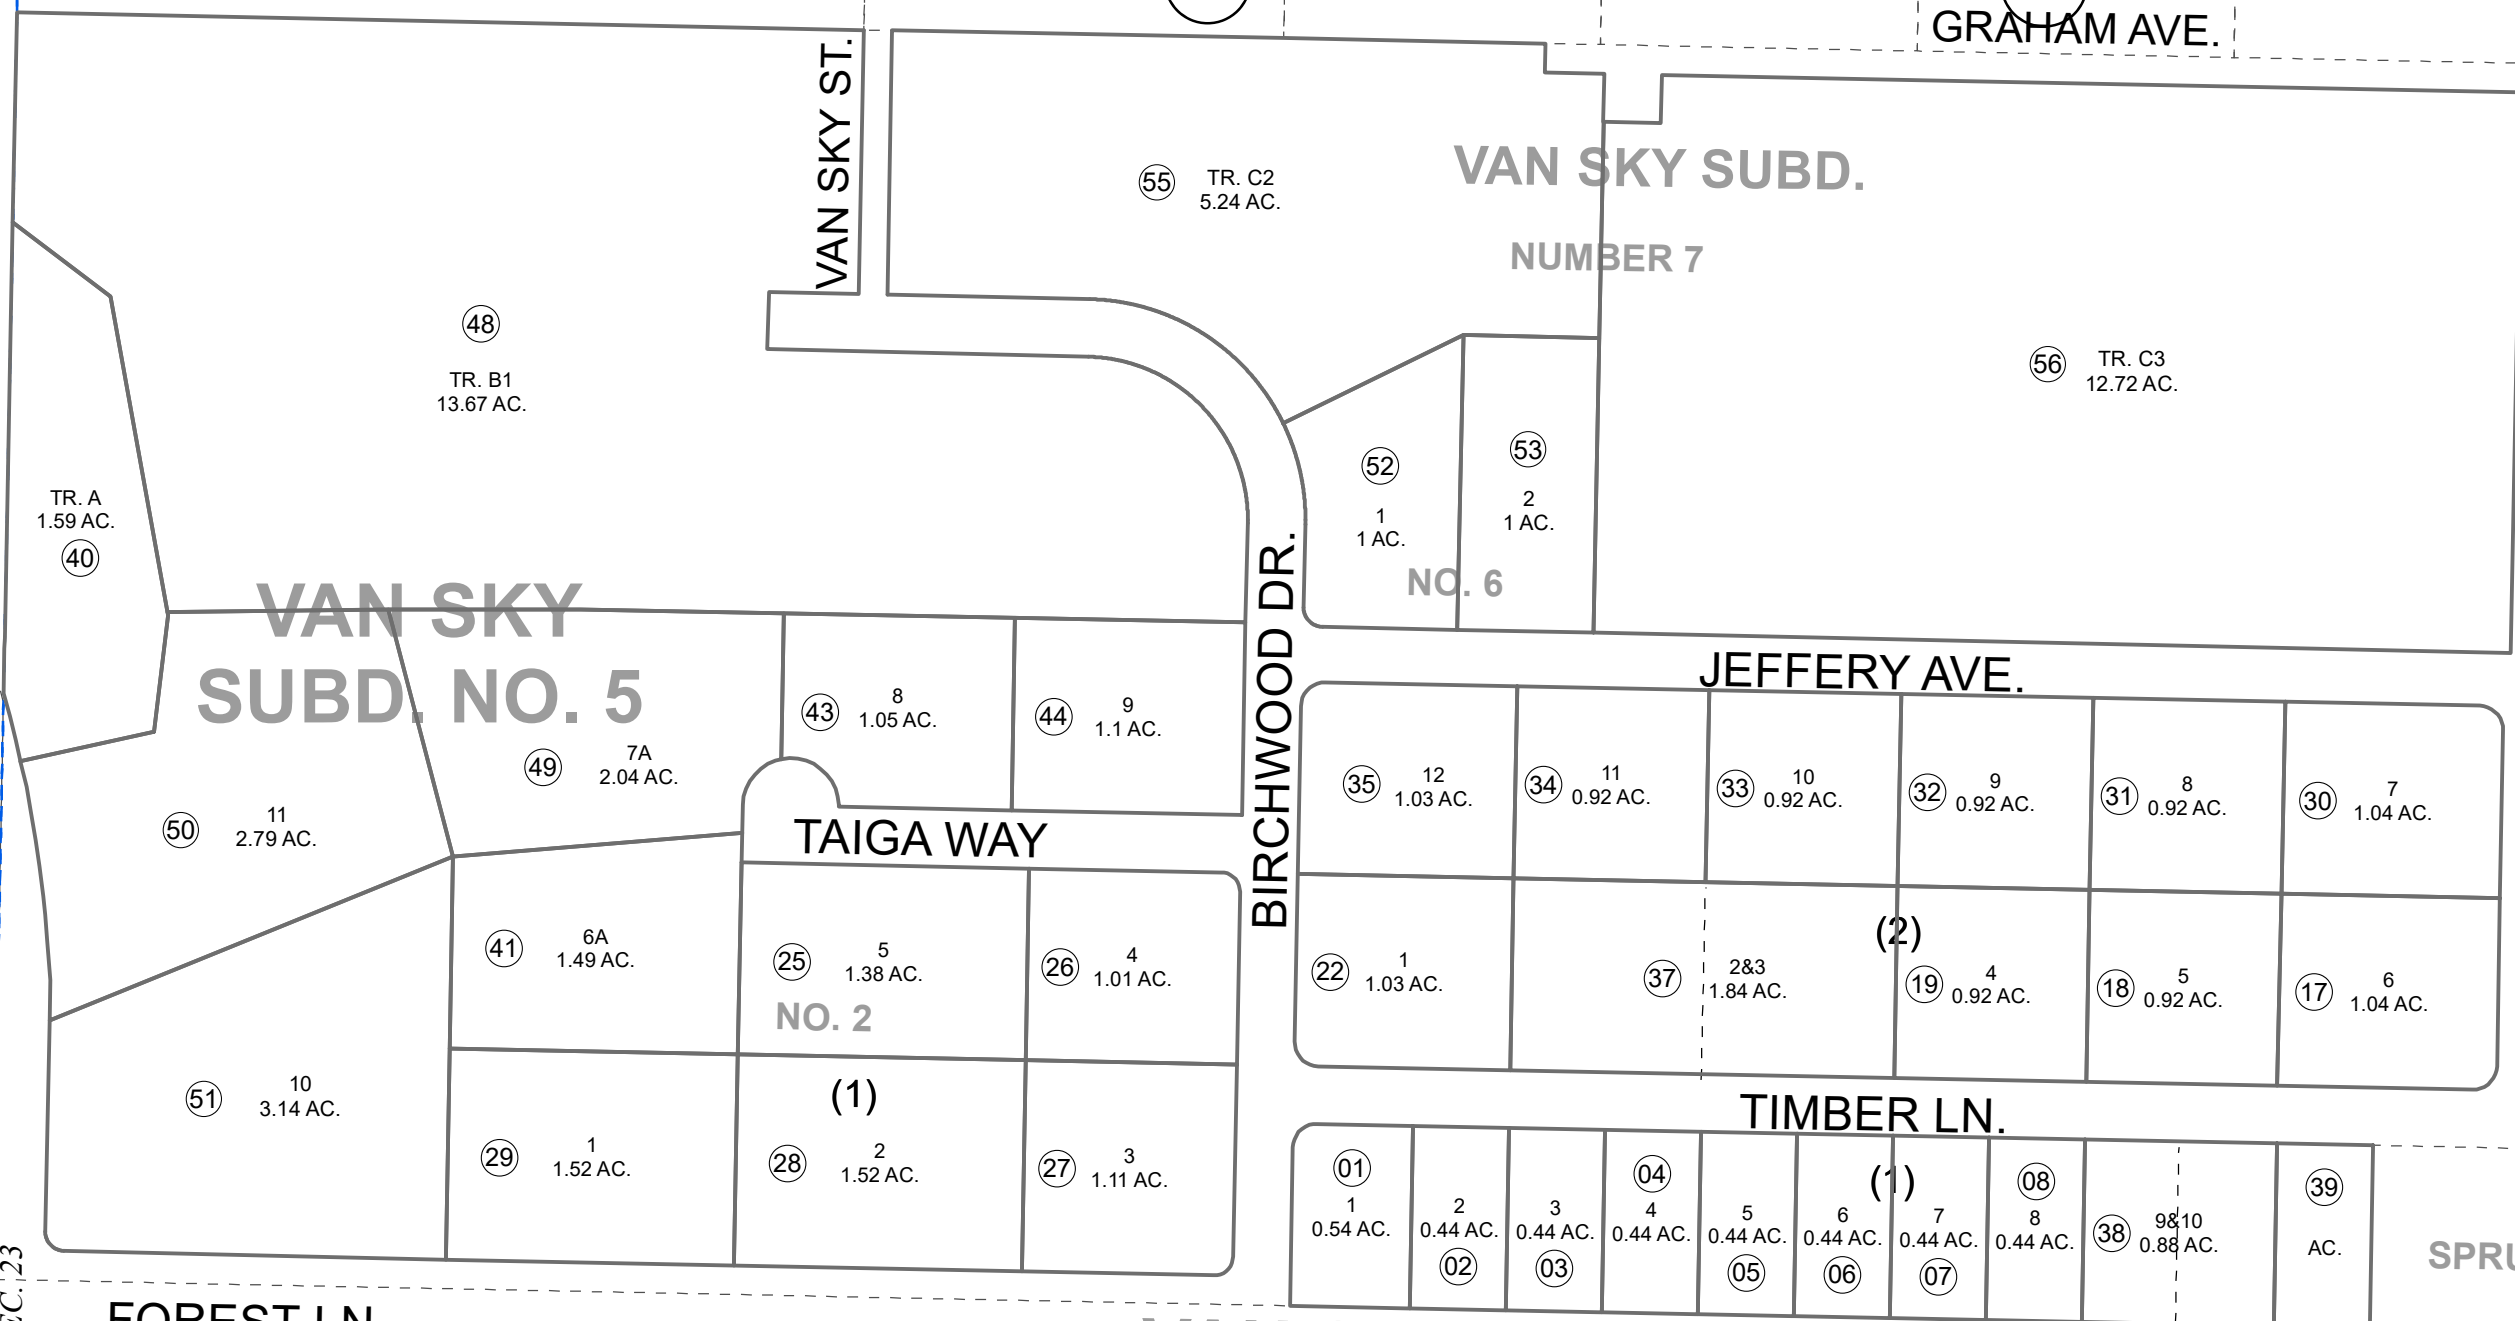 GRAHAM AVE.
VAN SKY ST.
55
TR. C2
5.24 AC.
VAN SKY SUBD.
NUMBER 7
48
TR. B1
13.67 AC.
56
TR. C3
12.72 AC.
52
1
1 AC.
53
2
1 AC.
NO. 6
TR. A
1.59 AC.
40
VAN SKY
SUBD. NO. 5
BIRCHWOOD DR.
JEFFERY AVE.
43
8
1.05 AC.
44
9
1.1 AC.
49
7A
2.04 AC.
50
11
2.79 AC.
TAIGA WAY
35
12
1.03 AC.
34
11
0.92 AC.
33
10
0.92 AC.
32
9
0.92 AC.
31
8
0.92 AC.
30
7
1.04 AC.
41
6A
1.49 AC.
25
5
1.38 AC.
NO. 2
26
4
1.01 AC.
22
1
1.03 AC.
37
2&3
1.84 AC.
(2)
19
4
0.92 AC.
18
5
0.92 AC.
17
6
1.04 AC.
51
10
3.14 AC.
29
1
1.52 AC.
(1)
28
2
1.52 AC.
27
3
1.11 AC.
TIMBER LN.
01
1
0.54 AC.
2
0.44 AC.
02
3
0.44 AC.
03
04
4
0.44 AC.
5
0.44 AC.
05
(1)
6
0.44 AC.
06
7
0.44 AC.
07
08
8
0.44 AC.
38
9&10
0.88 AC.
39
AC.
SPRU
23
FOREST LN.